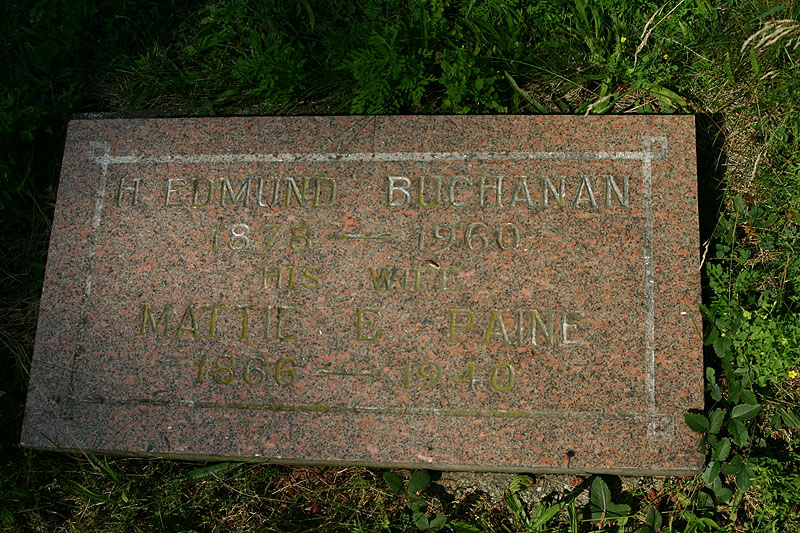 H. EDMUND BUCHANAN
1878 — 1960
HIS WIFE
MATTIE E. PAINE
1866 — 1940